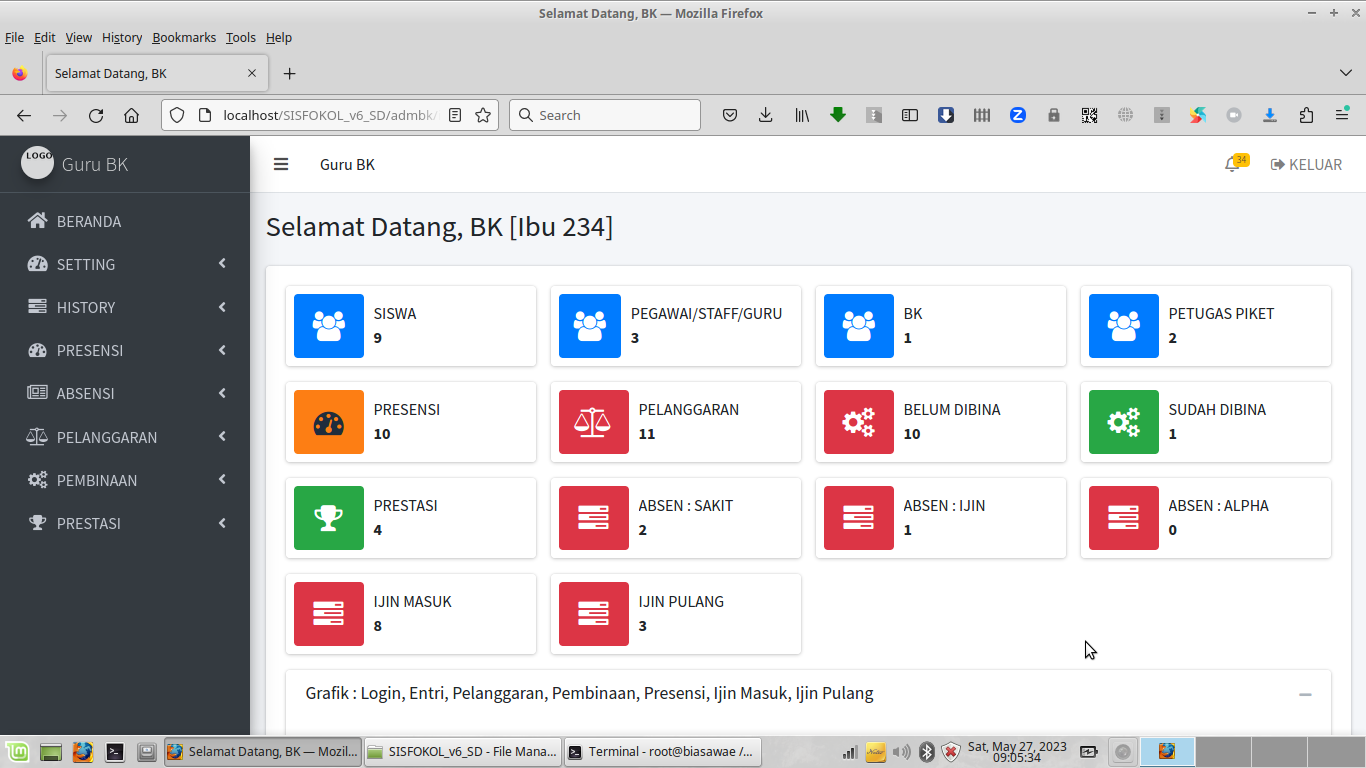 Selamat Datang, BK — Mozilla Firefox
File Edit View History Bookmarks Tools Help
Selamat Datang, BK
localhost/SISFOKOL_v6_SD/admbk/
Search
LOGO
Guru BK
Guru BK
34
KELUAR
BERANDA
SETTING
HISTORY
PRESENSI
ABSENSI
PELANGGARAN
PEMBINAAN
PRESTASI
Selamat Datang, BK [Ibu 234]
SISWA
9
PEGAWAI/STAFF/GURU
3
BK
1
PETUGAS PIKET
2
PRESENSI
10
PELANGGARAN
11
BELUM DIBINA
10
SUDAH DIBINA
1
PRESTASI
4
ABSEN : SAKIT
2
ABSEN : IJIN
1
ABSEN : ALPHA
0
IJIN MASUK
8
IJIN PULANG
3
Grafik : Login, Entri, Pelanggaran, Pembinaan, Presensi, Ijin Masuk, Ijin Pulang
Selamat Datang, BK — Mozil...
SISFOKOL_v6_SD - File Mana...
Terminal - root@biasawae /...
Sat, May 27, 2023
09:05:34